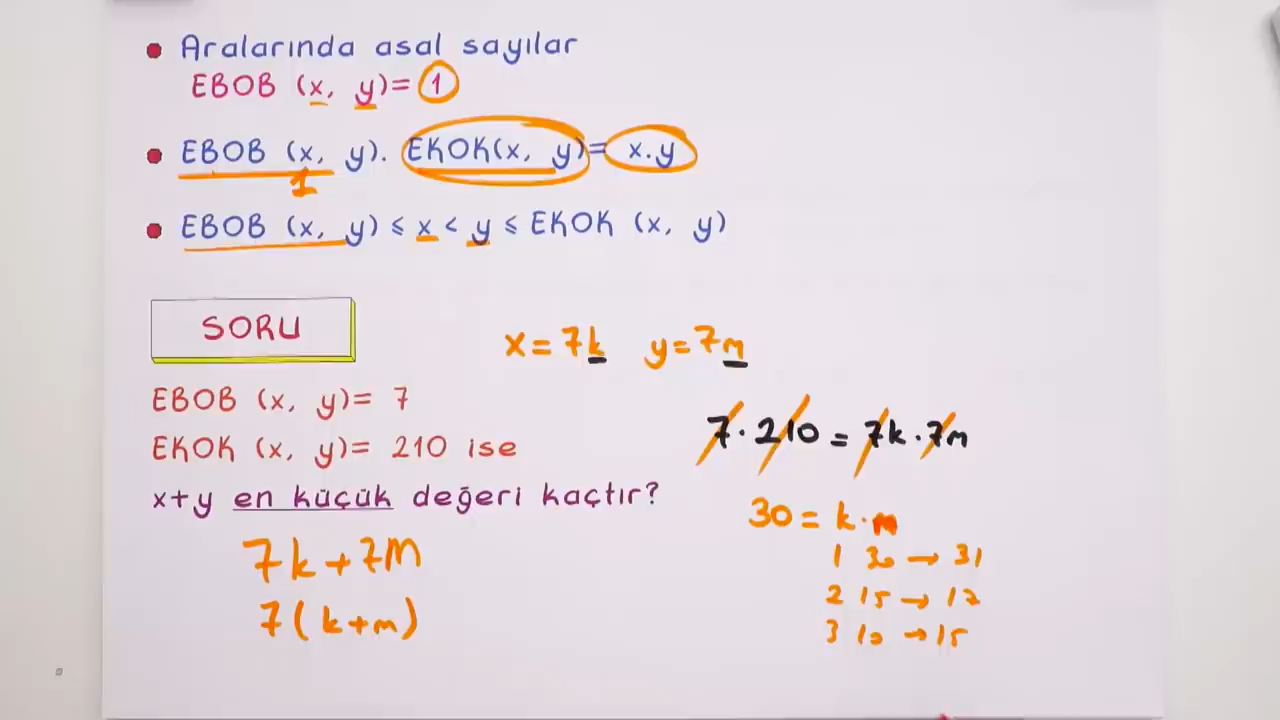 Aralarında asal sayılar
EBOB (x, y)= 1
EBOB (x, y). EKOK(x, y)= x.y
1
EBOB (x, y) ≤ x < y ≤ EKOK (x, y)
SORU
x = 7k y = 7m
EBOB (x, y)= 7
EKOK (x, y)= 210 ise
x+y en küçük değeri kaçtır?
7k + 7m
7(k+m)
7 . 210 = 7k . 7m
30 = k.m
1 30 → 31
2 15 → 17
3 10 → 15